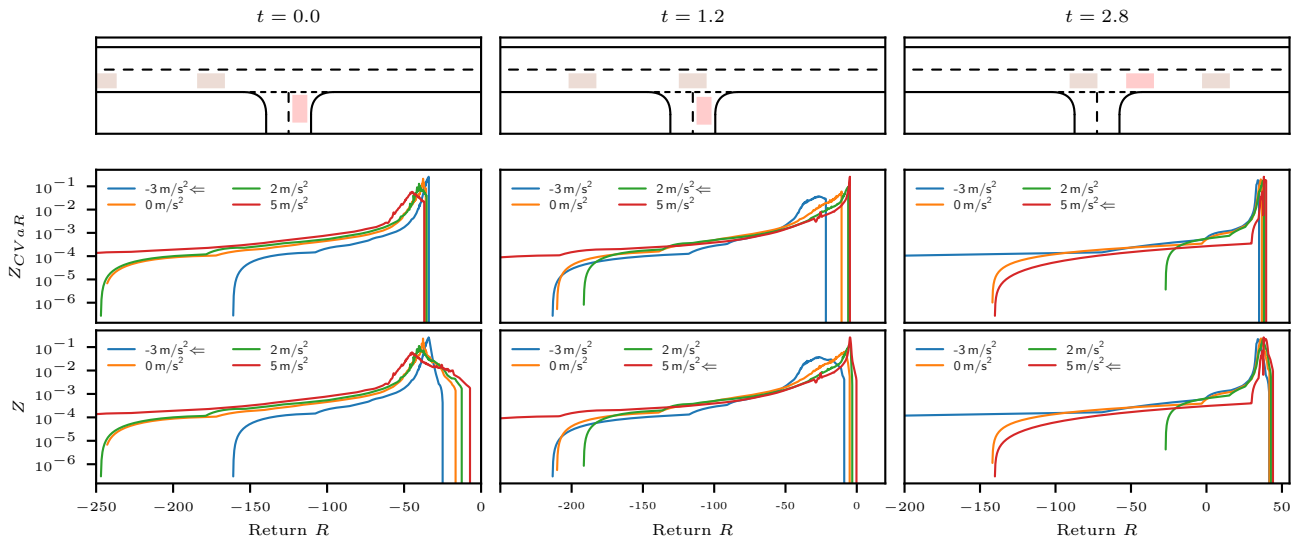 t = 0.0 t = 1.2 t = 2.8
Z_{CVaR}
10^{-1}
10^{-2}
10^{-3}
10^{-4}
10^{-5}
10^{-6}
-3 m/s²⇐ 2 m/s²
0 m/s² 5 m/s²
-3 m/s² 2 m/s²⇐
0 m/s² 5 m/s²
-3 m/s² 2 m/s²
0 m/s² 5 m/s²⇐
Z
10^{-1}
10^{-2}
10^{-3}
10^{-4}
10^{-5}
10^{-6}
-3 m/s²⇐ 2 m/s²
0 m/s² 5 m/s²
-3 m/s² 2 m/s²
0 m/s² 5 m/s²⇐
-3 m/s² 2 m/s²
0 m/s² 5 m/s²⇐
−250 −200 −150 −100 −50 0
-200 -150 -100 -50 0
−200 −150 −100 −50 0 50
Return R Return R Return R